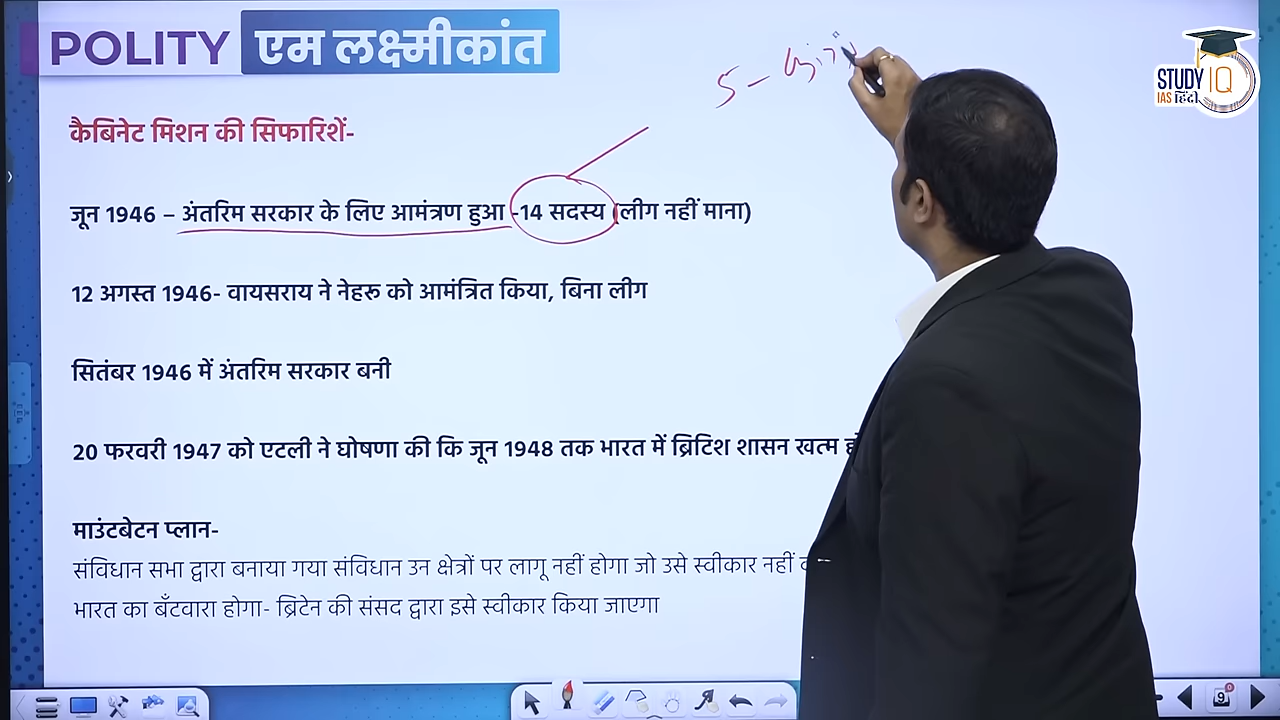 POLITY एम लक्ष्मीकांत
STUDY IQ
IAS हिंदी
5 –
कैबिनेट मिशन की सिफारिशें-
जून 1946 – अंतरिम सरकार के लिए आमंत्रण हुआ -14 सदस्य (लीग नहीं माना)
12 अगस्त 1946- वायसराय ने नेहरू को आमंत्रित किया, बिना लीग
सितंबर 1946 में अंतरिम सरकार बनी
20 फरवरी 1947 को एटली ने घोषणा की कि जून 1948 तक भारत में ब्रिटिश शासन खत्म
माउंटबेटन प्लान-
संविधान सभा द्वारा बनाया गया संविधान उन क्षेत्रों पर लागू नहीं होगा जो उसे स्वीकार नहीं
भारत का बँटवारा होगा- ब्रिटेन की संसद द्वारा इसे स्वीकार किया जाएगा
9